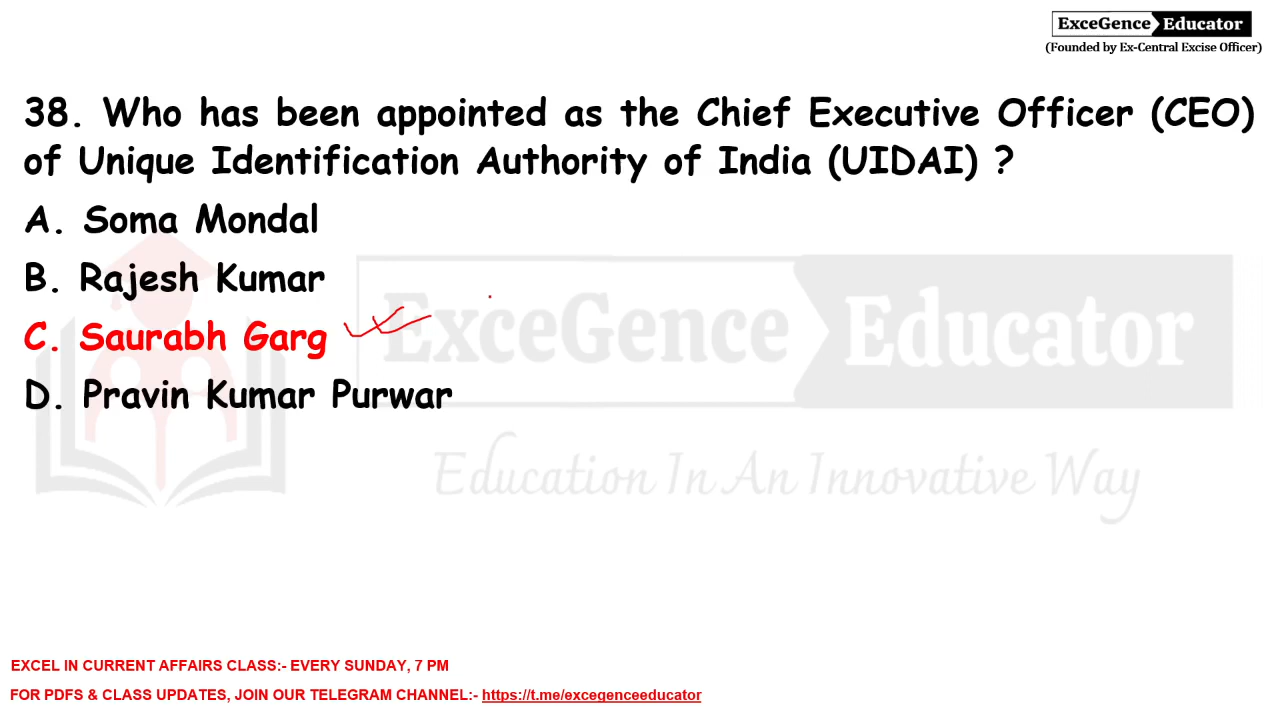 ExceGence Educator
(Founded by Ex-Central Excise Officer)
38. Who has been appointed as the Chief Executive Officer (CEO)
of Unique Identification Authority of India (UIDAI) ?
A. Soma Mondal
B. Rajesh Kumar
C. Saurabh Garg
D. Pravin Kumar Purwar
ExceGence Educator
Education In An Innovative Way
EXCEL IN CURRENT AFFAIRS CLASS:- EVERY SUNDAY, 7 PM
FOR PDFS & CLASS UPDATES, JOIN OUR TELEGRAM CHANNEL:- https://t.me/excegenceeducator